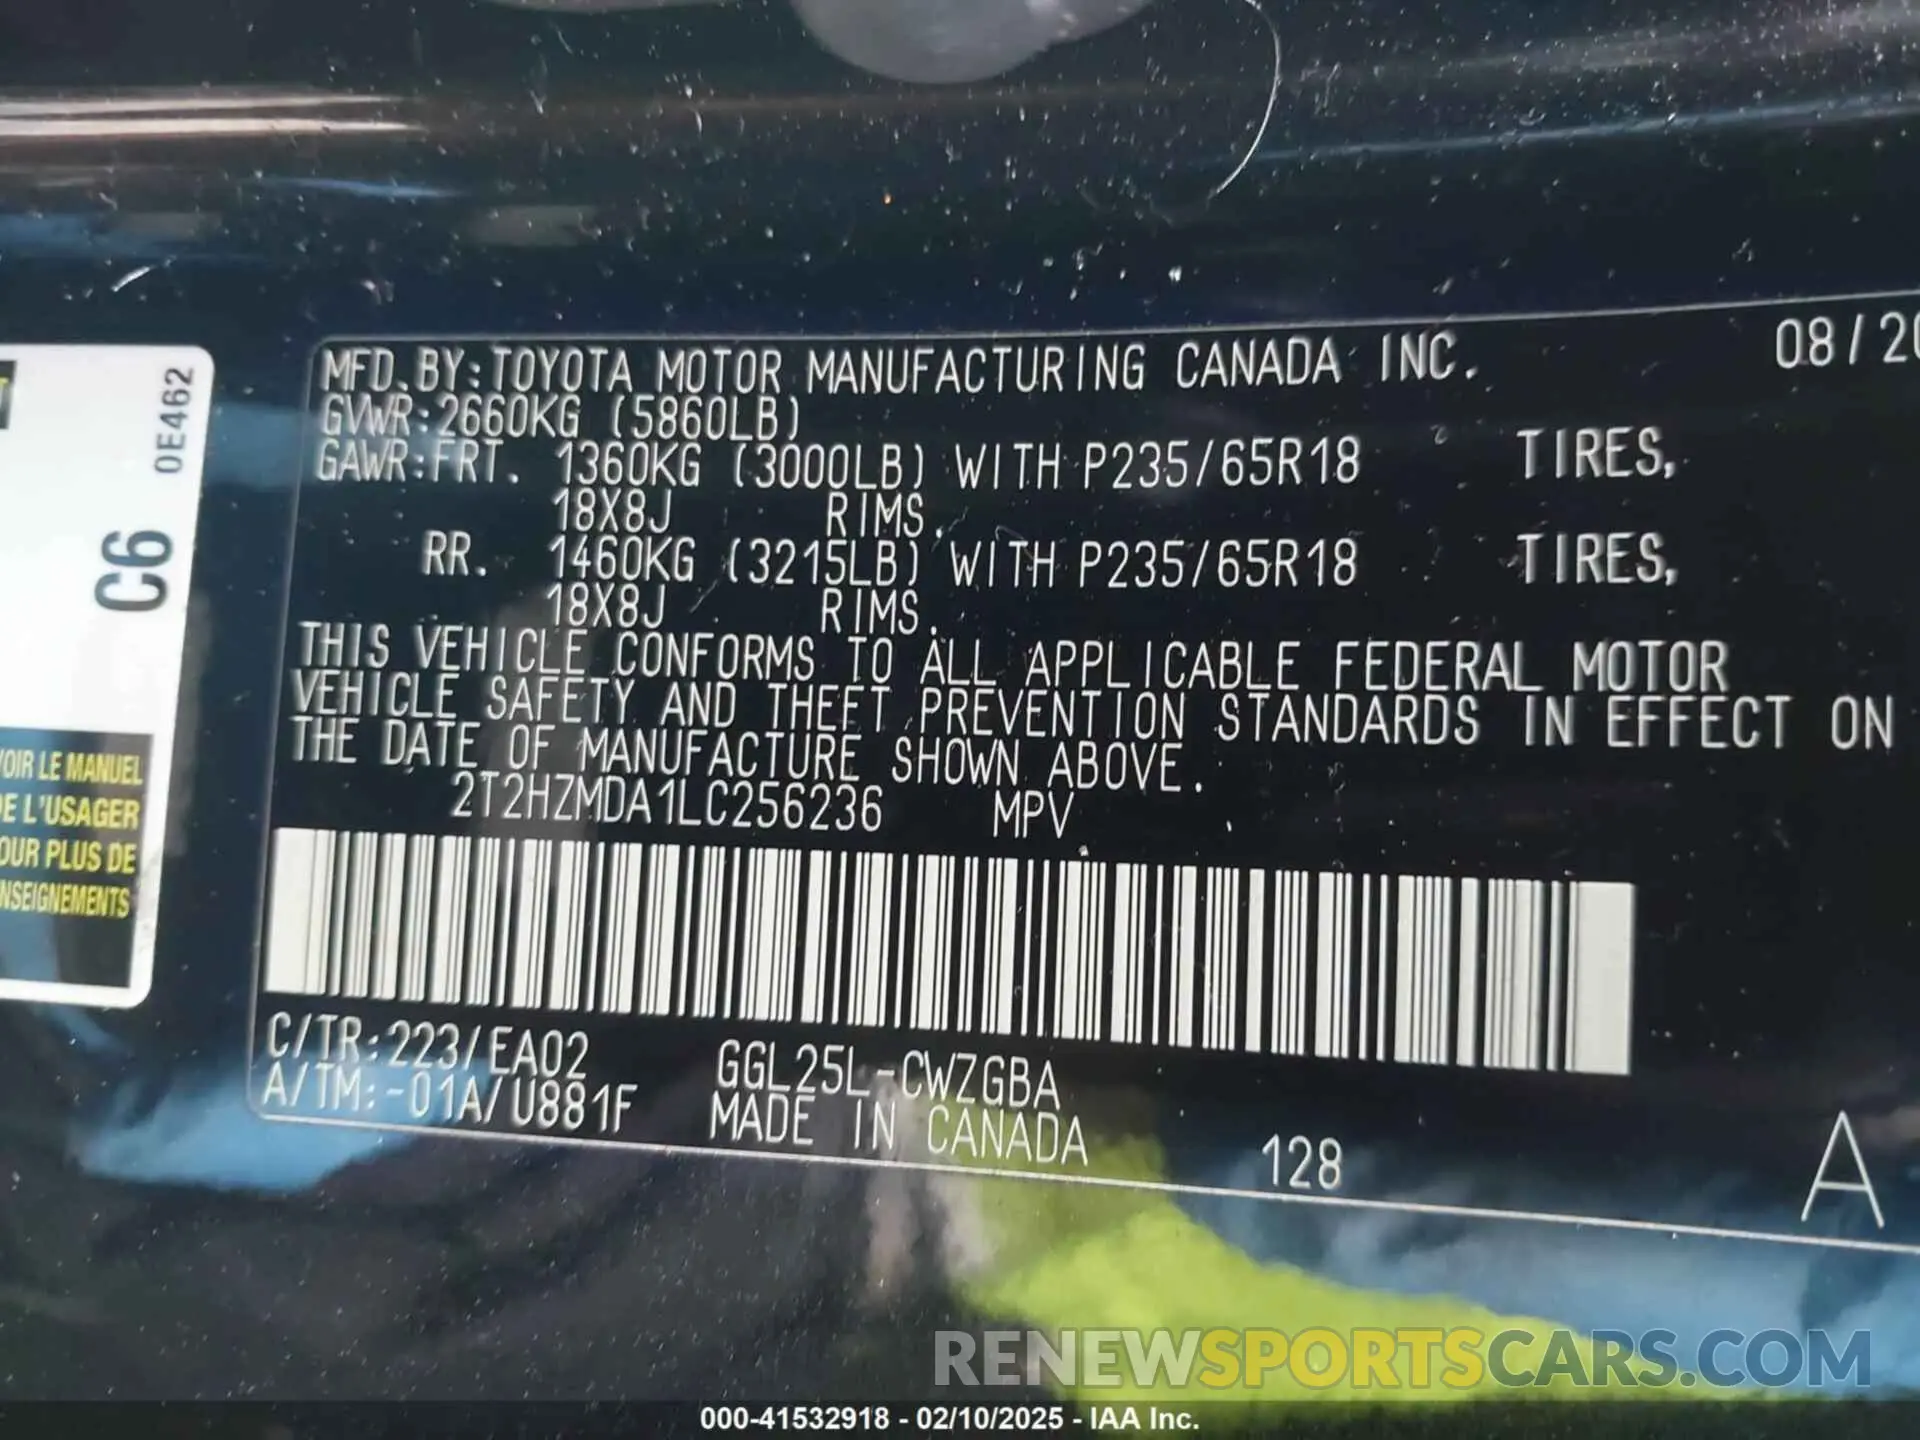 MFD. BY: TOYOTA MOTOR MANUFACTURING CANADA INC. 08/20
GVWR: 2660KG (5860LB)
GAWR: FRT. 1360KG (3000LB) WITH P235/65R18 TIRES,
18X8J RIMS.
RR. 1460KG (3215LB) WITH P235/65R18 TIRES,
18X8J RIMS.
THIS VEHICLE CONFORMS TO ALL APPLICABLE FEDERAL MOTOR
VEHICLE SAFETY AND THEFT PREVENTION STANDARDS IN EFFECT ON
THE DATE OF MANUFACTURE SHOWN ABOVE.
2T2HZMDA1LC256236 MPV
C/TR: 223/EA02 GGL25L-CWZGBA
A/TM: -01A/U881F MADE IN CANADA
128
A
0E462
C6
VOIR LE MANUEL
DE L'USAGER
POUR PLUS DE
NSEIGNEMENTS
RENEWSPORTSCARS.COM
000-41532918 - 02/10/2025 - IAA Inc.